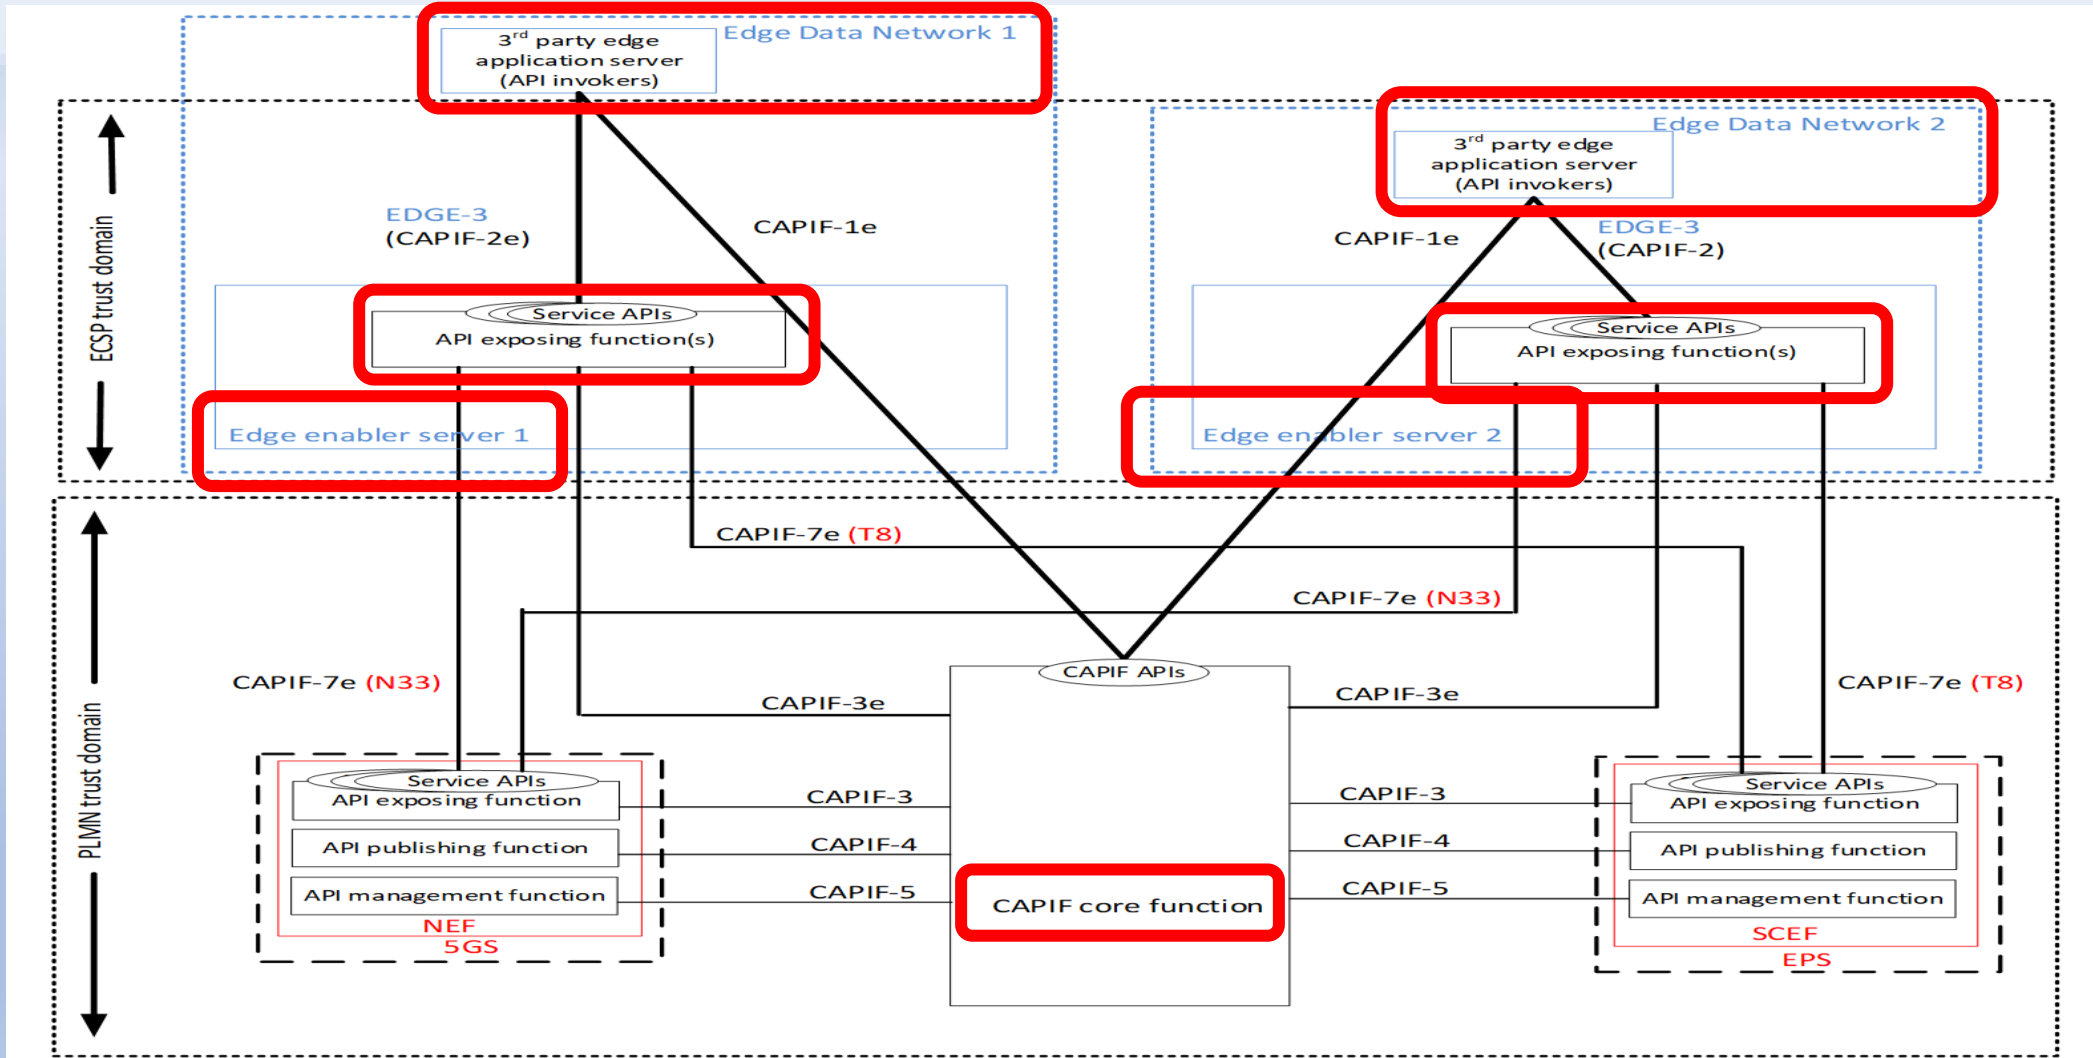 Edge Data Network 1
3rd party edge
application server
(API invokers)
Edge Data Network 2
3rd party edge
application server
(API invokers)
ECSP trust domain
EDGE-3
(CAPIF-2e)
CAPIF-1e
CAPIF-1e
EDGE-3
(CAPIF-2)
Service APIs
API exposing function(s)
Service APIs
API exposing function(s)
Edge enabler server 1
Edge enabler server 2
PLMN trust domain
CAPIF-7e (T8)
CAPIF-7e (N33)
CAPIF-7e (N33)
CAPIF APIs
CAPIF-7e (T8)
CAPIF-3e
CAPIF-3e
Service APIs
API exposing function
CAPIF-3
CAPIF-3
Service APIs
API exposing function
API publishing function
CAPIF-4
CAPIF-4
API publishing function
API management function
CAPIF-5
CAPIF core function
CAPIF-5
API management function
NEF
5GS
SCEF
EPS